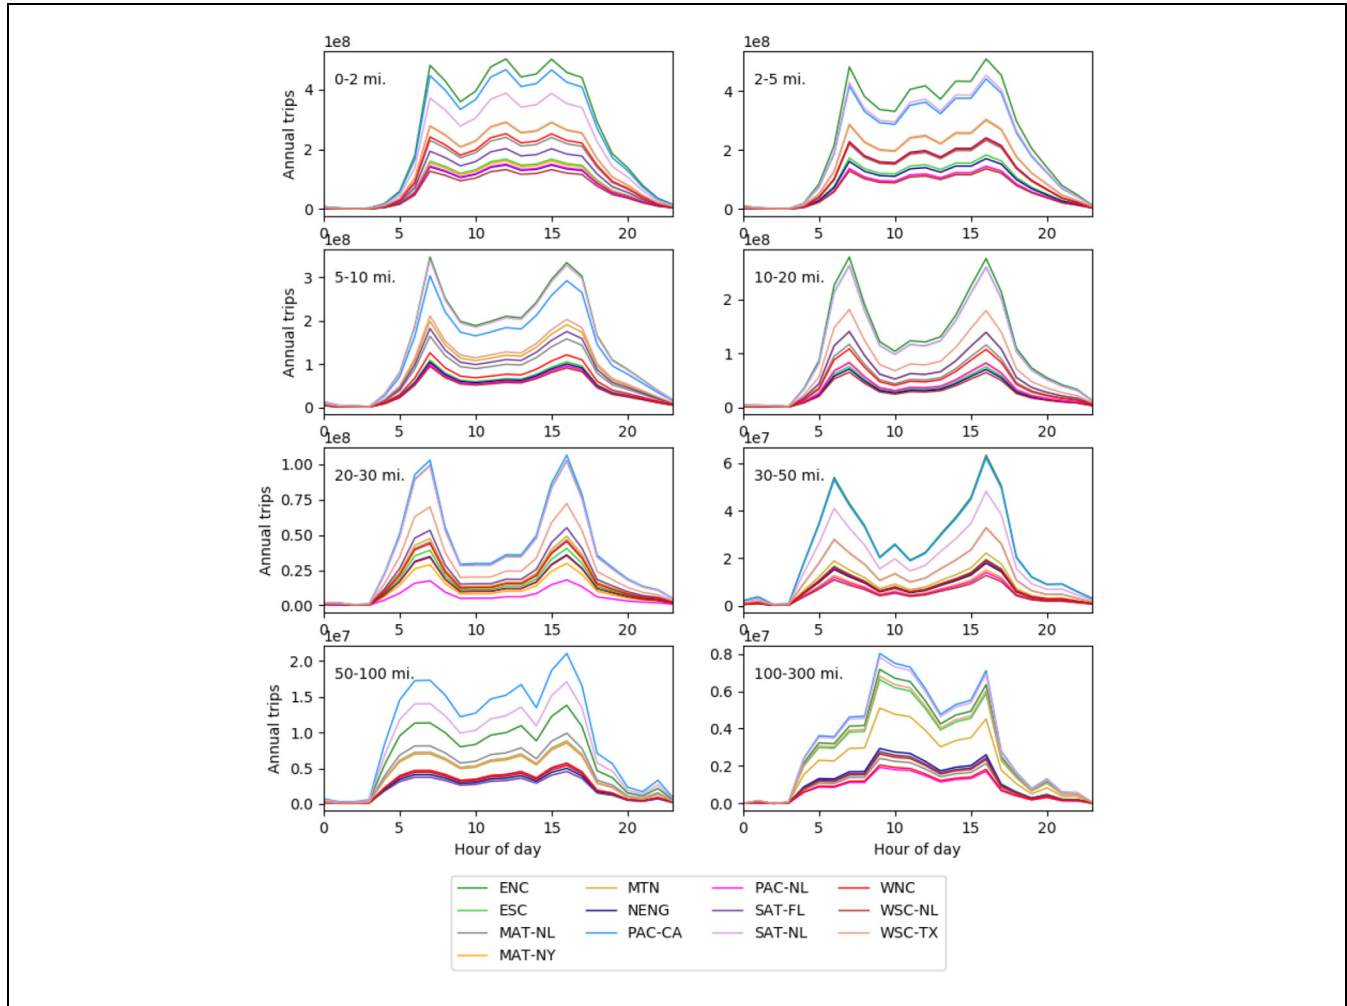 1e8
1e8
0-2 mi.
2-5 mi.
Annual trips
4
2
0
4
2
0
0 5 10 15 20
0 5 10 15 20
1e8
1e8
5-10 mi.
10-20 mi.
Annual trips
3
2
1
0
2
1
0
0 5 10 15 20
0 5 10 15 20
1e8
1e7
20-30 mi.
30-50 mi.
Annual trips
1.00
0.75
0.50
0.25
0.00
6
4
2
0
0 5 10 15 20
0 5 10 15 20
1e7
1e7
50-100 mi.
100-300 mi.
Annual trips
2.0
1.5
1.0
0.5
0.0
0.8
0.6
0.4
0.2
0.0
0 5 10 15 20
0 5 10 15 20
Hour of day
Hour of day
ENC MTN PAC-NL WNC
ESC NENG SAT-FL WSC-NL
MAT-NL PAC-CA SAT-NL WSC-TX
MAT-NY